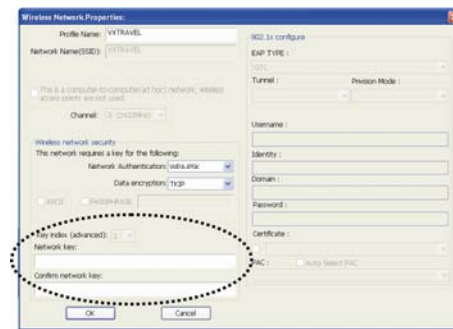 Wireless Network Properties:
Profile Name: VXTRAVEL
Network Name(SSID): VXTRAVEL
This is a computer-to-computer(ad hoc) network, wireless
access points are not used
Channel: 3 (2422MHz)
Wireless network security
This network requires a key for the following:
Network Authentication: WPA-PSK
Data encryption: TKIP
ASCII PASSPHRASE
Key index (advanced): 1
Network key:
Confirm network key:
OK Cancel
802.1x configure
EAP TYPE :
GTC
Tunnel : Provision Mode :
Username :
Identity :
Domain :
Password :
Certificate :
PAC : Auto Select PAC